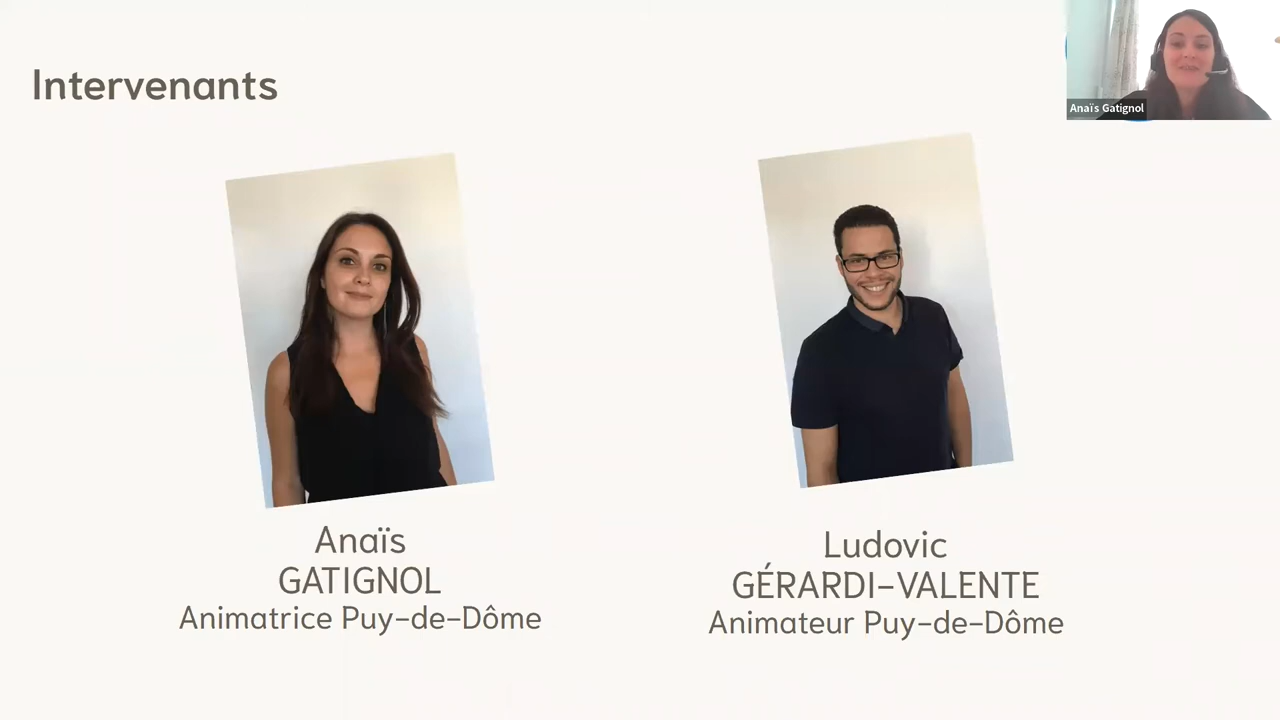 Intervenants
Anaïs Gatignol
Anaïs
GATIGNOL
Animatrice Puy-de-Dôme
Ludovic
GÉRARDI-VALENTE
Animateur Puy-de-Dôme